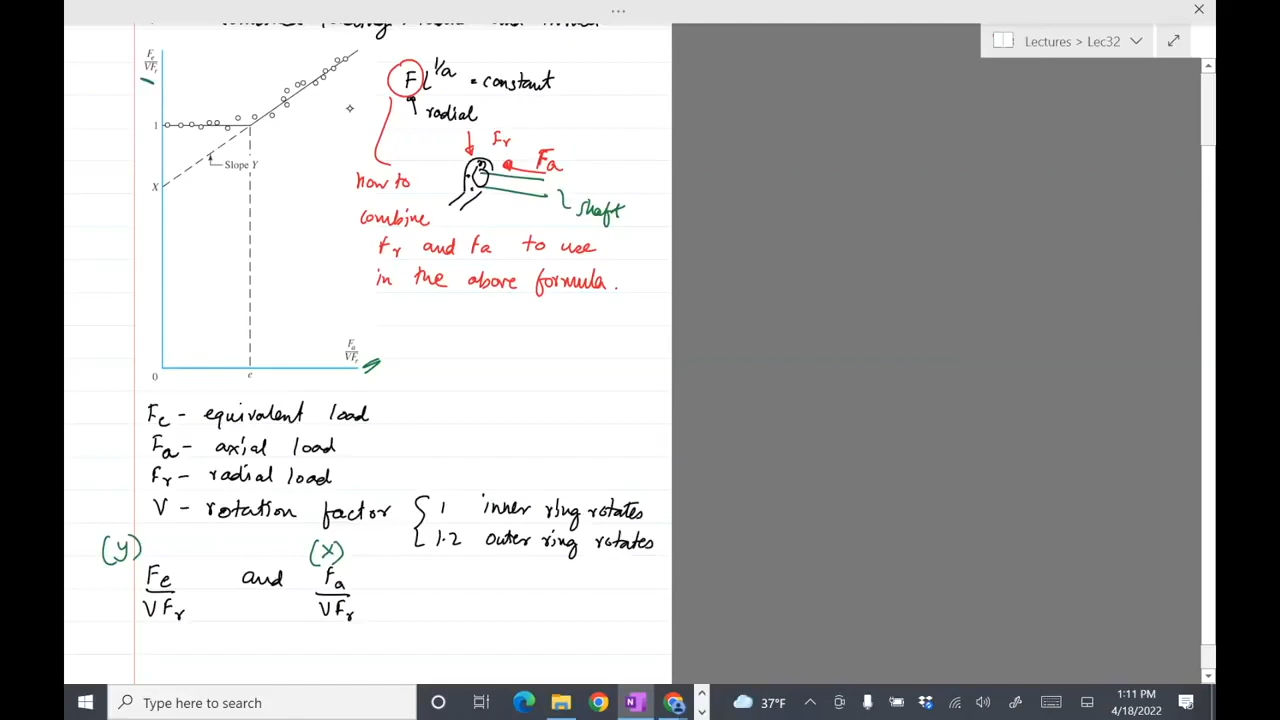 Lectures > Lec32
Fe
VFr
1
X
Slope Y
0
e
Fa
VFr
F L^1/a = constant
radial
Fr
Fa
shaft
how to
combine
Fr and Fa to use
in the above formula.
Fe - equivalent load
Fa - axial load
Fr - radial load
V - rotation factor { 1 inner ring rotates
1.2 outer ring rotates
(Y) (X)
Fe and Fa
VFr VFr
Type here to search
37°F
1:11 PM
4/18/2022